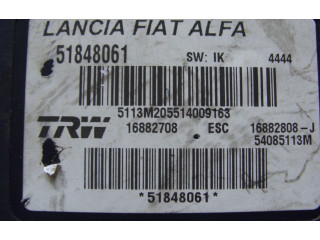 LANCIA FIAT ALFA
51848061 SW: IK 4444
5113M205514009163
TRW 16882708 ESC 16882808-J
54085113M
*51848061*